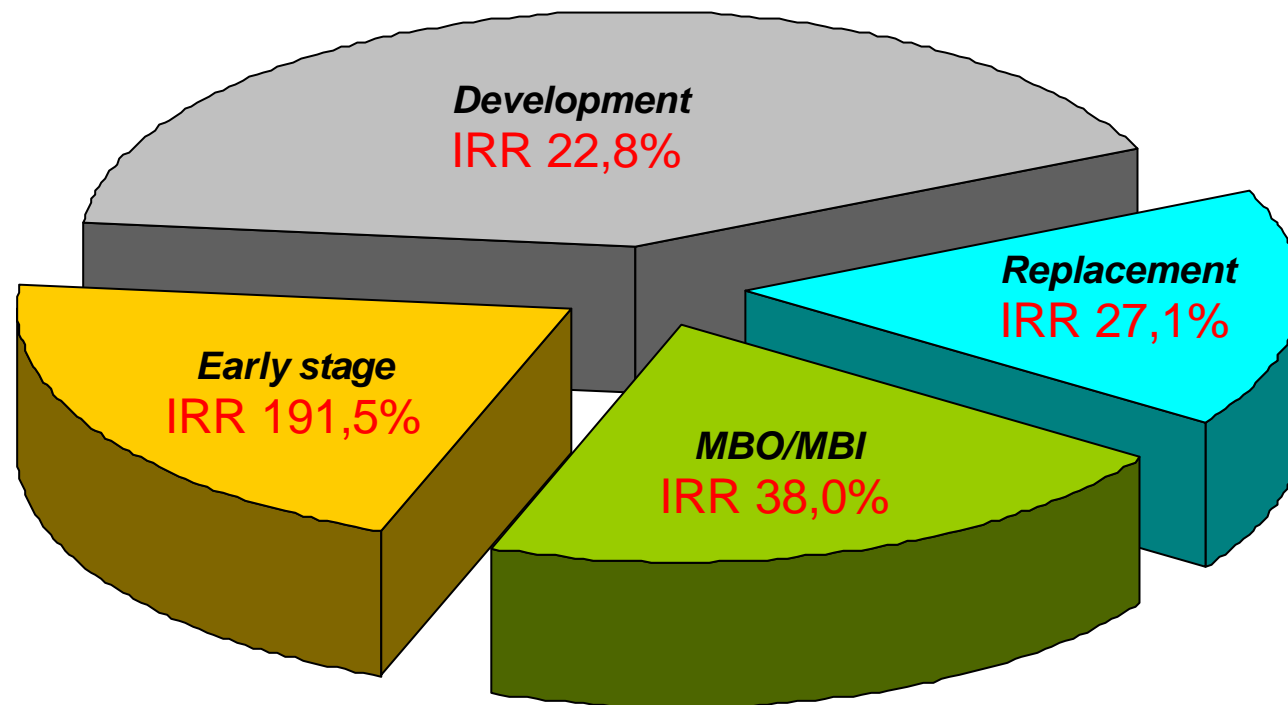 Development
IRR 22,8%
Replacement
IRR 27,1%
Early stage
IRR 191,5%
MBO/MBI
IRR 38,0%